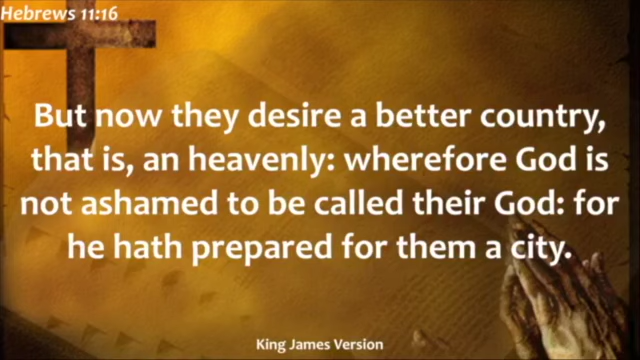 Hebrews 11:16
But now they desire a better country,
that is, an heavenly: wherefore God is
not ashamed to be called their God: for
he hath prepared for them a city.
King James Version